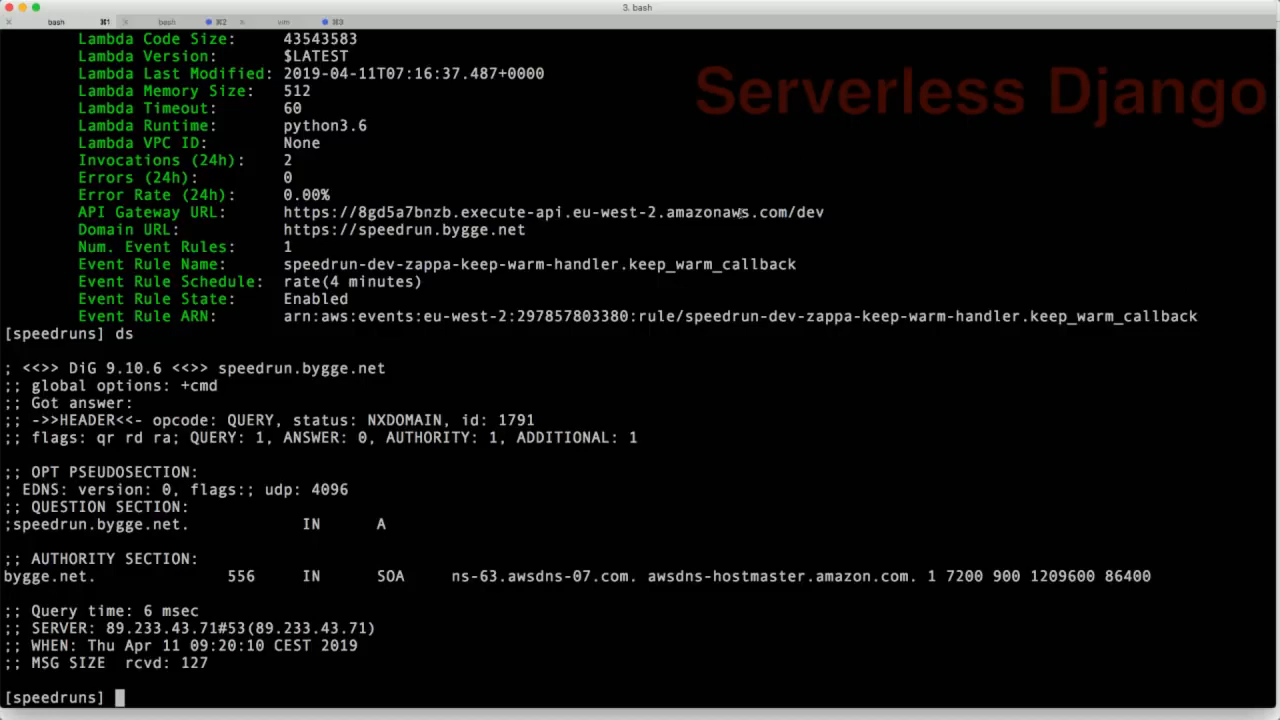 3. bash
bash ⌘1 bash ⌘2 vim ⌘3
Lambda Code Size: 43543583
Lambda Version: $LATEST
Lambda Last Modified: 2019-04-11T07:16:37.487+0000
Lambda Memory Size: 512
Lambda Timeout: 60
Lambda Runtime: python3.6
Lambda VPC ID: None
Invocations (24h): 2
Errors (24h): 0
Error Rate (24h): 0.00%
API Gateway URL: https://8gd5a7bnzb.execute-api.eu-west-2.amazonaws.com/dev
Domain URL: https://speedrun.bygge.net
Num. Event Rules: 1
Event Rule Name: speedrun-dev-zappa-keep-warm-handler.keep_warm_callback
Event Rule Schedule: rate(4 minutes)
Event Rule State: Enabled
Event Rule ARN: arn:aws:events:eu-west-2:297857803380:rule/speedrun-dev-zappa-keep-warm-handler.keep_warm_callback
Serverless Django
[speedruns] ds
; <<>> DiG 9.10.6 <<>> speedrun.bygge.net
;; global options: +cmd
;; Got answer:
;; ->>HEADER<<- opcode: QUERY, status: NXDOMAIN, id: 1791
;; flags: qr rd ra; QUERY: 1, ANSWER: 0, AUTHORITY: 1, ADDITIONAL: 1
;; OPT PSEUDOSECTION:
; EDNS: version: 0, flags:; udp: 4096
;; QUESTION SECTION:
;speedrun.bygge.net. IN A
;; AUTHORITY SECTION:
bygge.net. 556 IN SOA ns-63.awsdns-07.com. awsdns-hostmaster.amazon.com. 1 7200 900 1209600 86400
;; Query time: 6 msec
;; SERVER: 89.233.43.71#53(89.233.43.71)
;; WHEN: Thu Apr 11 09:20:10 CEST 2019
;; MSG SIZE rcvd: 127
[speedruns]